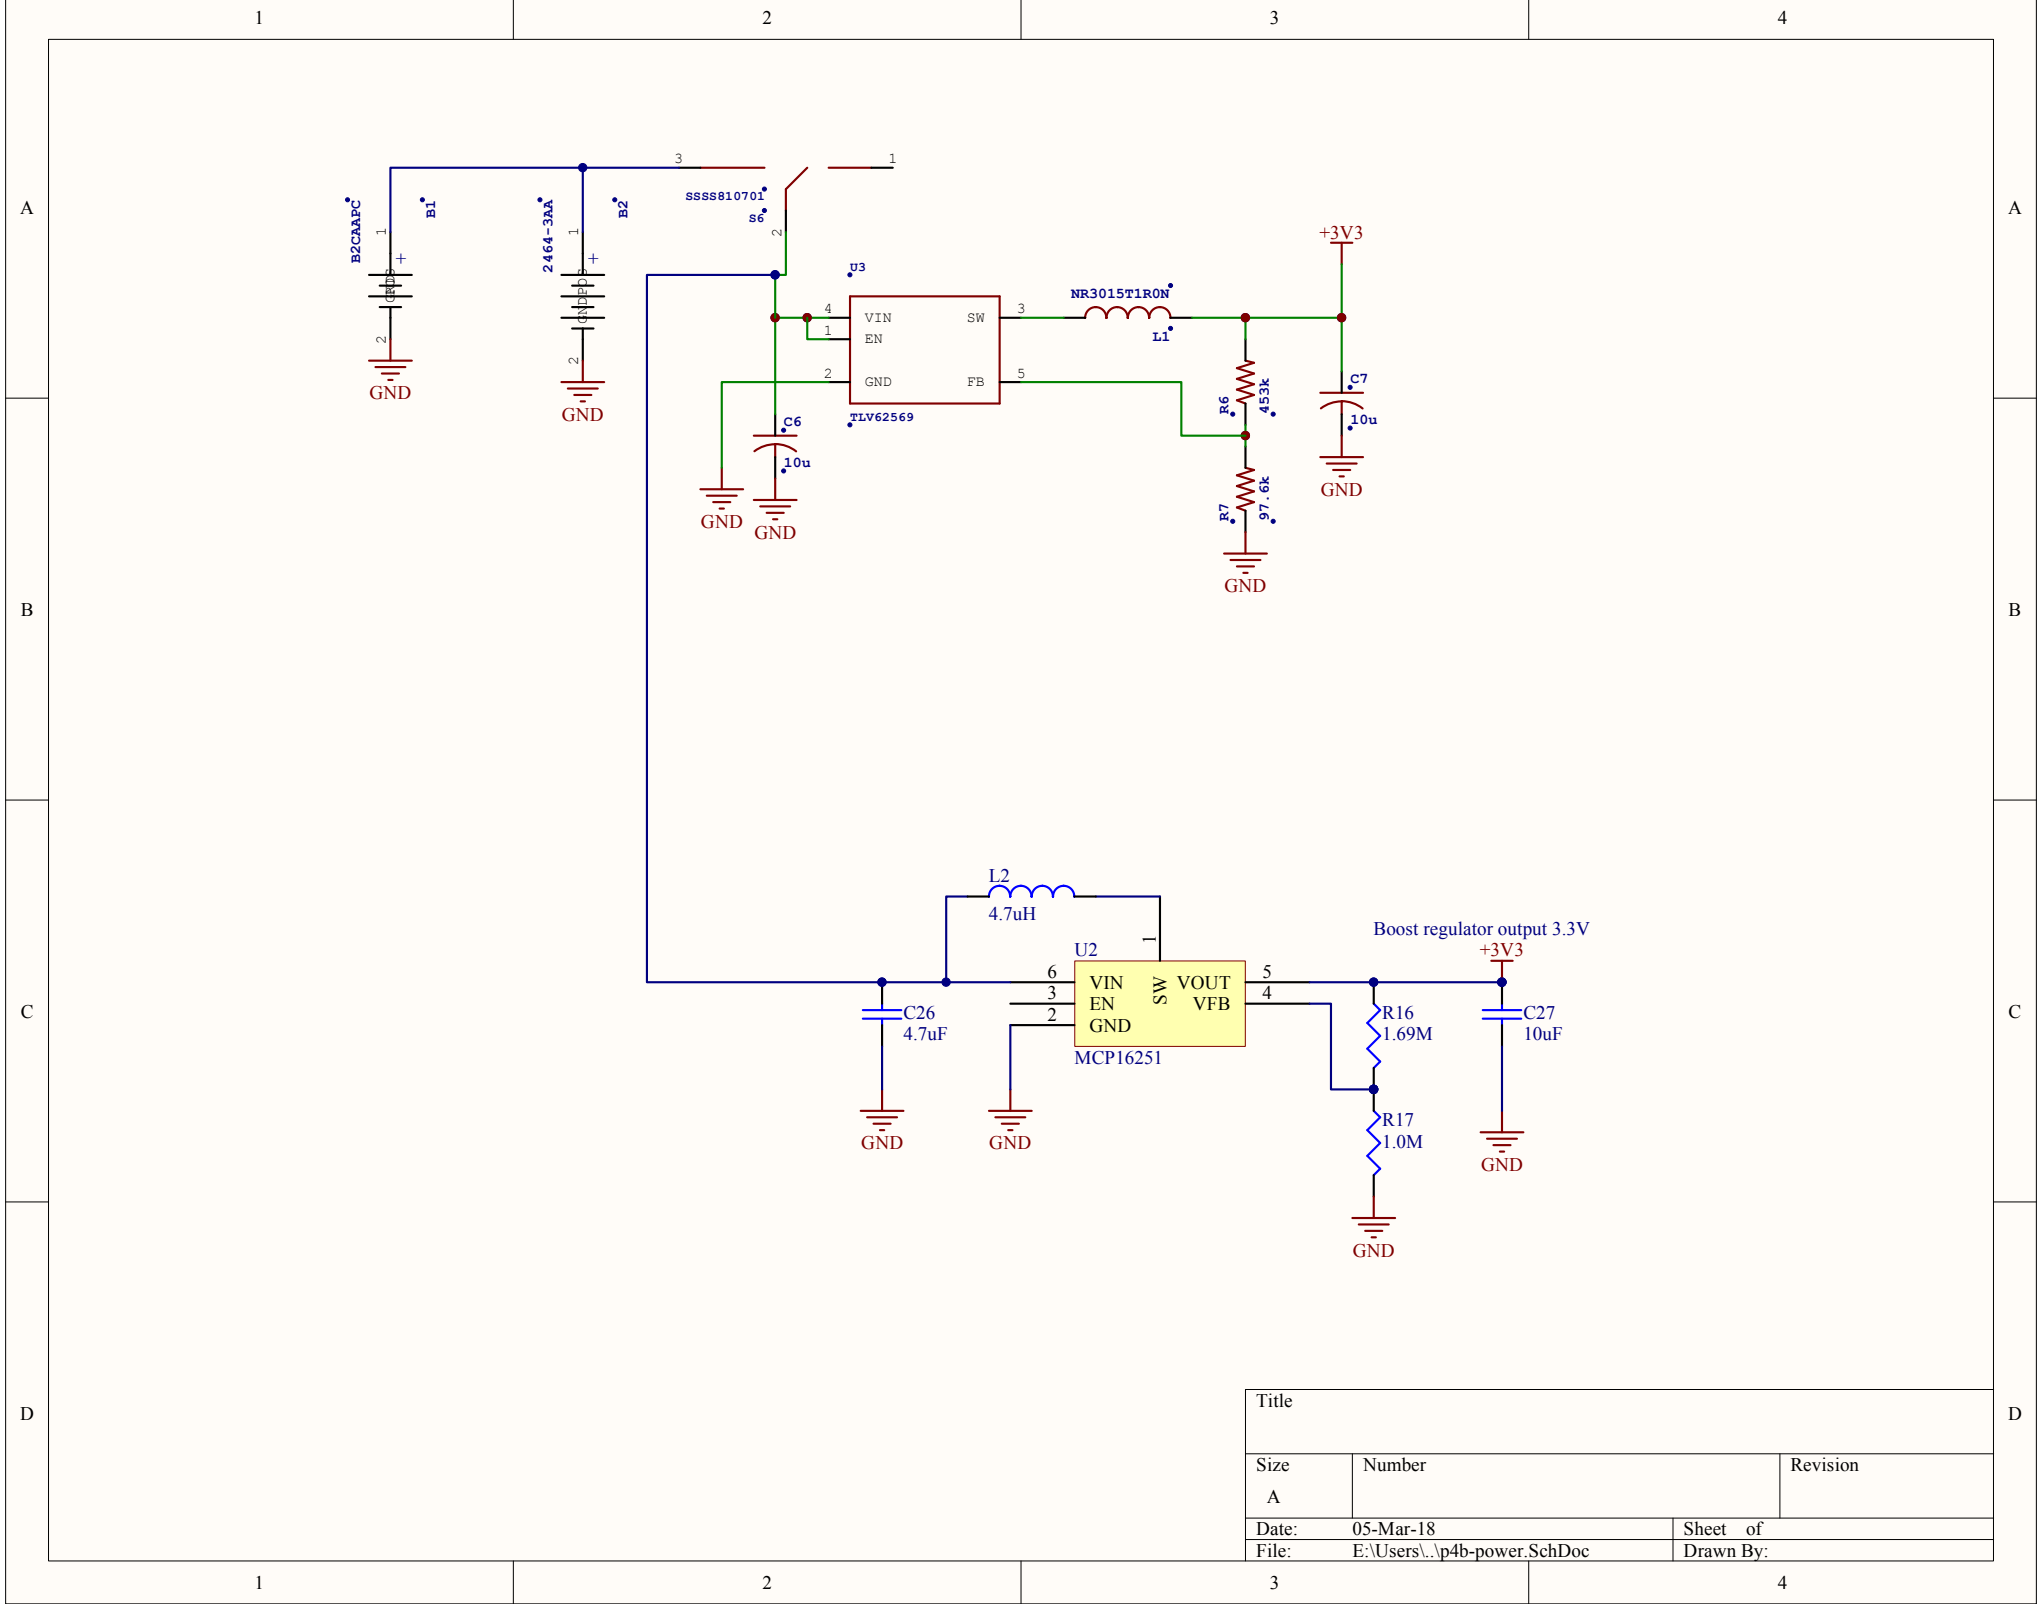 1 2 3 4
A A
B B
C C
D D
1 2 3 4
B2CAAPC
B1
1
+
2
GND
2464-3AA
B2
1
+
GND POS
2
GND
3
1
SSSS810701
S6
2
U3
4 VIN
1 EN
2 GND
SW 3
FB 5
TLV62569
GND
C6
10u
GND
NR3015T1R0N
L1
+3V3
R6
453k
R7
97.6k
GND
C7
10u
GND
L2
4.7uH
1
U2
6 VIN
3 EN
2 GND
SW
VOUT 5
VFB 4
MCP16251
C26
4.7uF
GND
GND
Boost regulator output 3.3V
+3V3
R16
1.69M
R17
1.0M
GND
C27
10uF
GND
Title
Size Number Revision
A
Date: 05-Mar-18 Sheet of
File: E:\Users\..\p4b-power.SchDoc Drawn By: